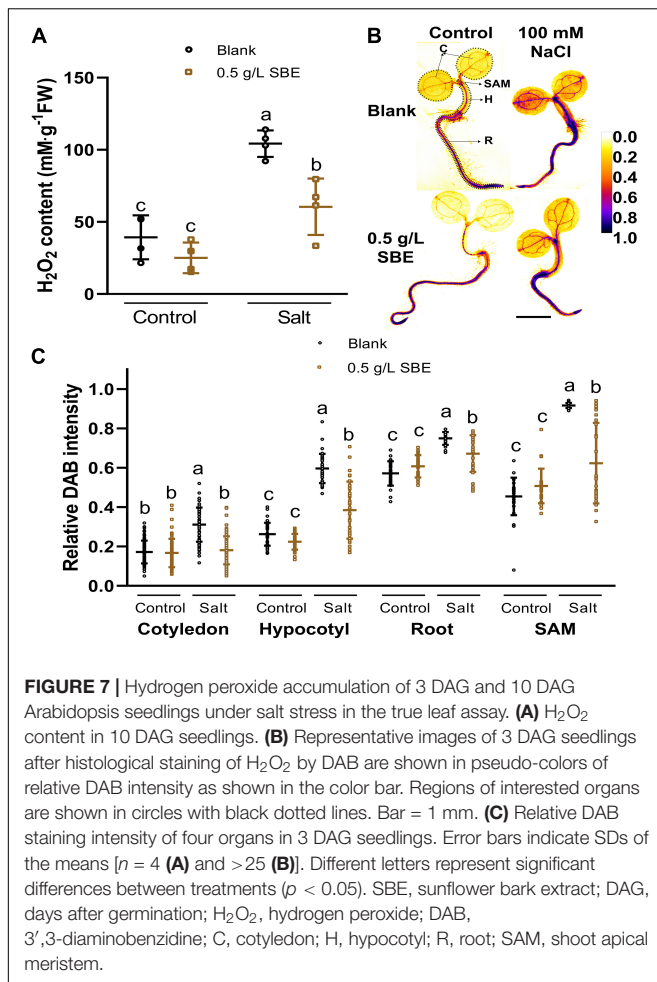 A
Blank
0.5 g/L SBE
H₂O₂ content (mM·g⁻¹FW)
150
100
50
0
c
c
a
b
Control
Salt
B
Control
100 mM
NaCl
C
SAM
H
R
Blank
0.5 g/L
SBE
0.0
0.2
0.4
0.6
0.8
1.0
C
Blank
0.5 g/L SBE
Relative DAB intensity
1.0
0.8
0.6
0.4
0.2
0.0
b
b
a
b
c
c
a
b
c
c
a
b
c
c
a
b
Control
Salt
Control
Salt
Control
Salt
Control
Salt
Cotyledon
Hypocotyl
Root
SAM
FIGURE 7 | Hydrogen peroxide accumulation of 3 DAG and 10 DAG
Arabidopsis seedlings under salt stress in the true leaf assay. (A) H₂O₂
content in 10 DAG seedlings. (B) Representative images of 3 DAG seedlings
after histological staining of H₂O₂ by DAB are shown in pseudo-colors of
relative DAB intensity as shown in the color bar. Regions of interested organs
are shown in circles with black dotted lines. Bar = 1 mm. (C) Relative DAB
staining intensity of four organs in 3 DAG seedlings. Error bars indicate SDs of
the means [n = 4 (A) and >25 (B)]. Different letters represent significant
differences between treatments (p < 0.05). SBE, sunflower bark extract; DAG,
days after germination; H₂O₂, hydrogen peroxide; DAB,
3′,3-diaminobenzidine; C, cotyledon; H, hypocotyl; R, root; SAM, shoot apical
meristem.